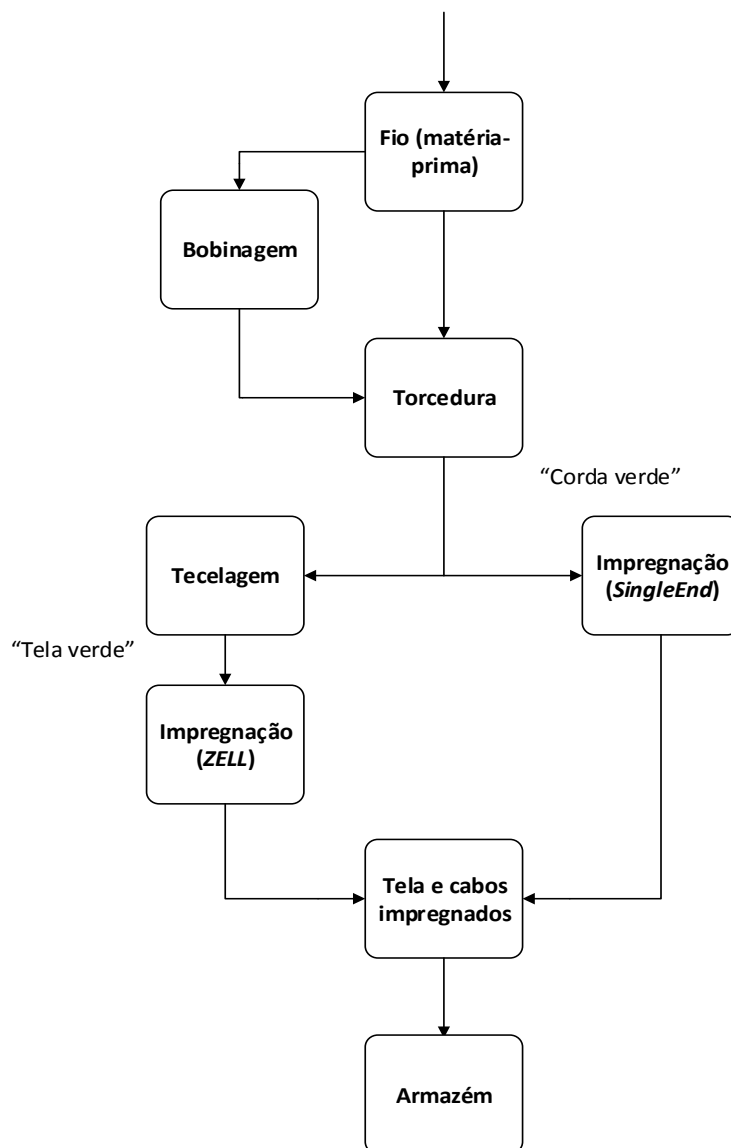 Fio (matéria-
prima)
Bobinagem
Torcedura
“Corda verde”
Tecelagem
Impregnação
(SingleEnd)
“Tela verde”
Impregnação
(ZELL)
Tela e cabos
impregnados
Armazém